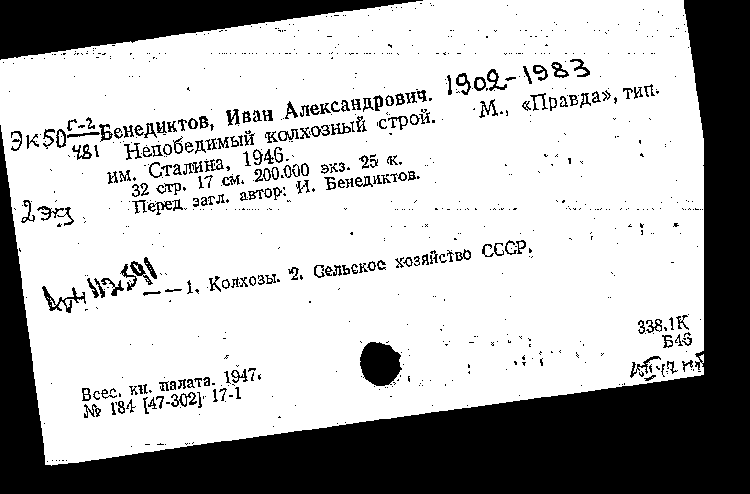 1902-1983
Эк50 Г-2/481 Бенедиктов, Иван Александрович.
Непобедимый колхозный строй. М., «Правда», тип.
им. Сталина, 1946.
32 стр. 17 см. 200.000 экз. 25 к.
Перед загл. автор: И. Бенедиктов.
2 экз
— — 1. Колхозы. 2. Сельское хозяйство СССР.
338.1К
Б46
Всес. кн. палата. 1947.
№ 184 [47-302] 17-1